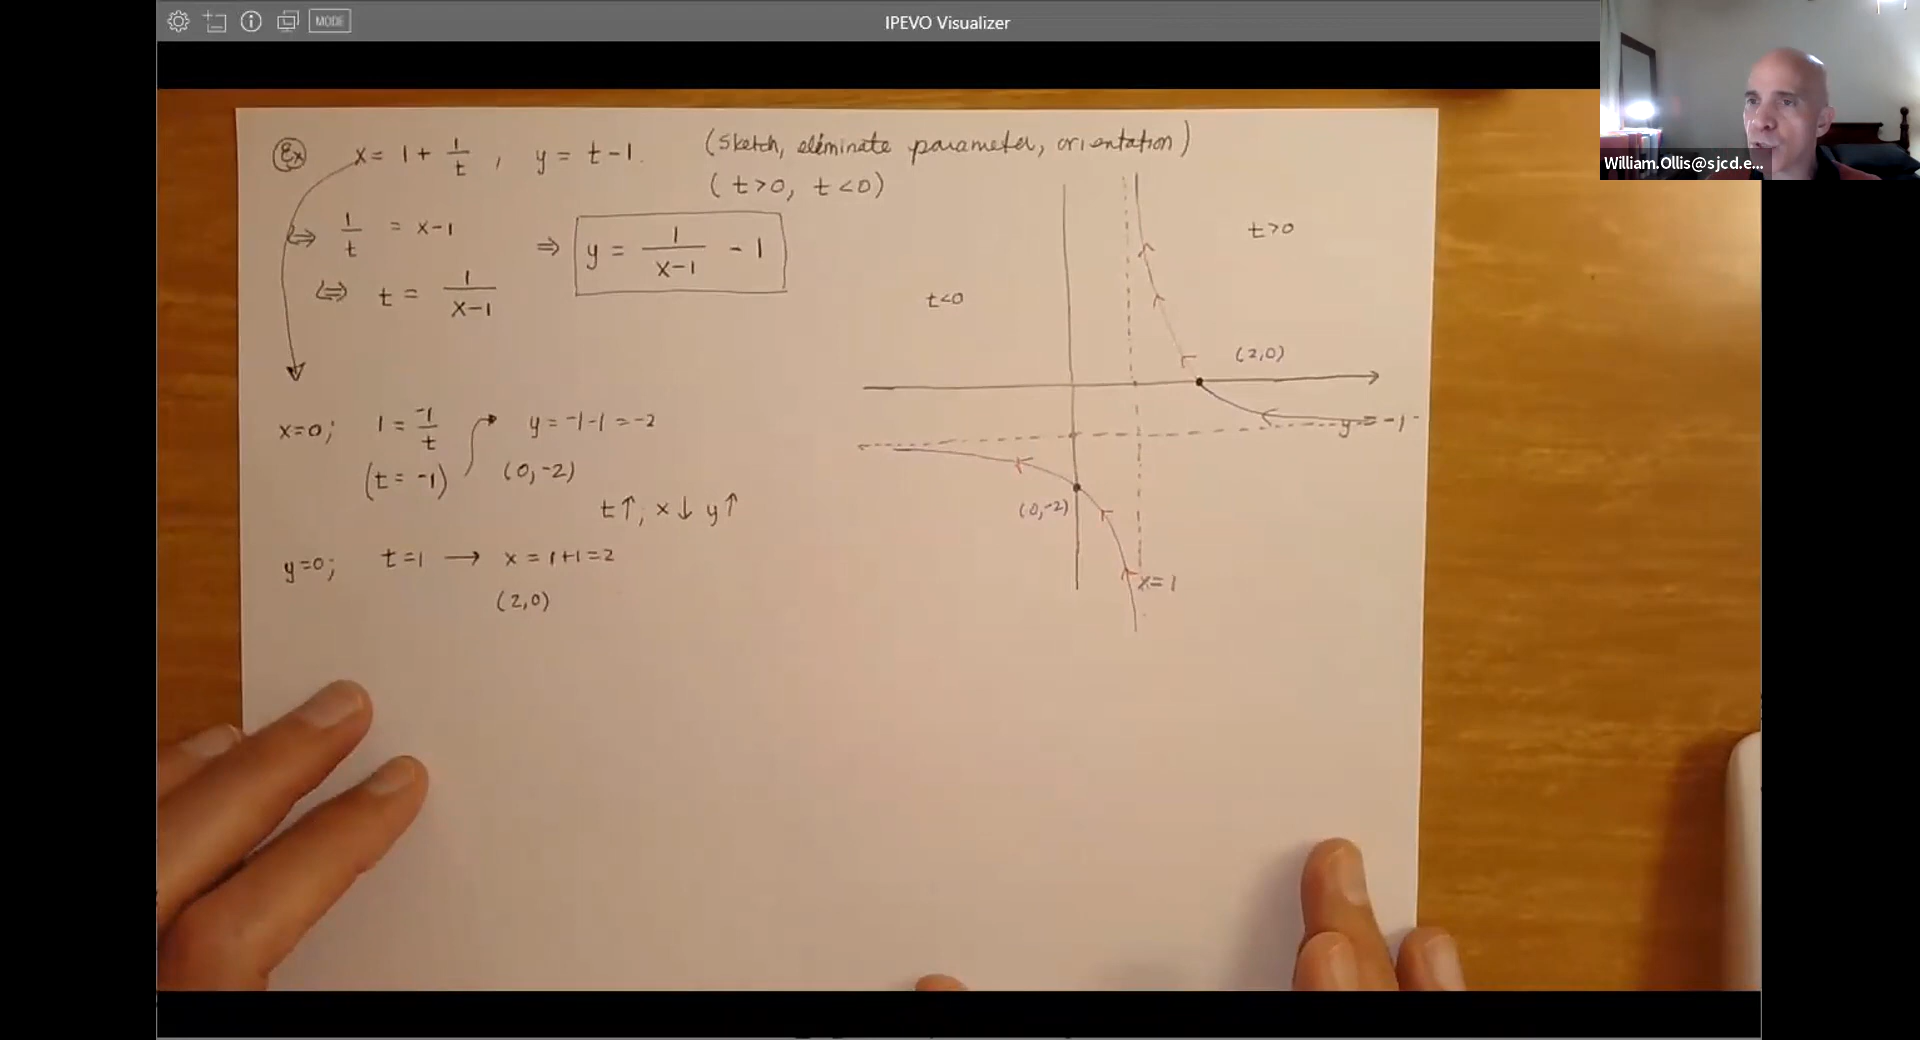 MODE
IPEVO Visualizer
William.Ollis@sjcd.e...
Ex x = 1 + 1/t , y = t - 1. (Sketch, eliminate parameter, orientation)
(t>0, t<0)
⇔ 1/t = x-1
⇒ y = 1/(x-1) - 1
⇔ t = 1/(x-1)
x=0; 1 = -1/t y = -1-1 = -2
(t = -1) (0,-2)
t↑, x↓ y↑
y=0; t=1 → x = 1+1=2
(2,0)
t>0
t<0
(2,0)
y=-1
(0,-2)
x=1